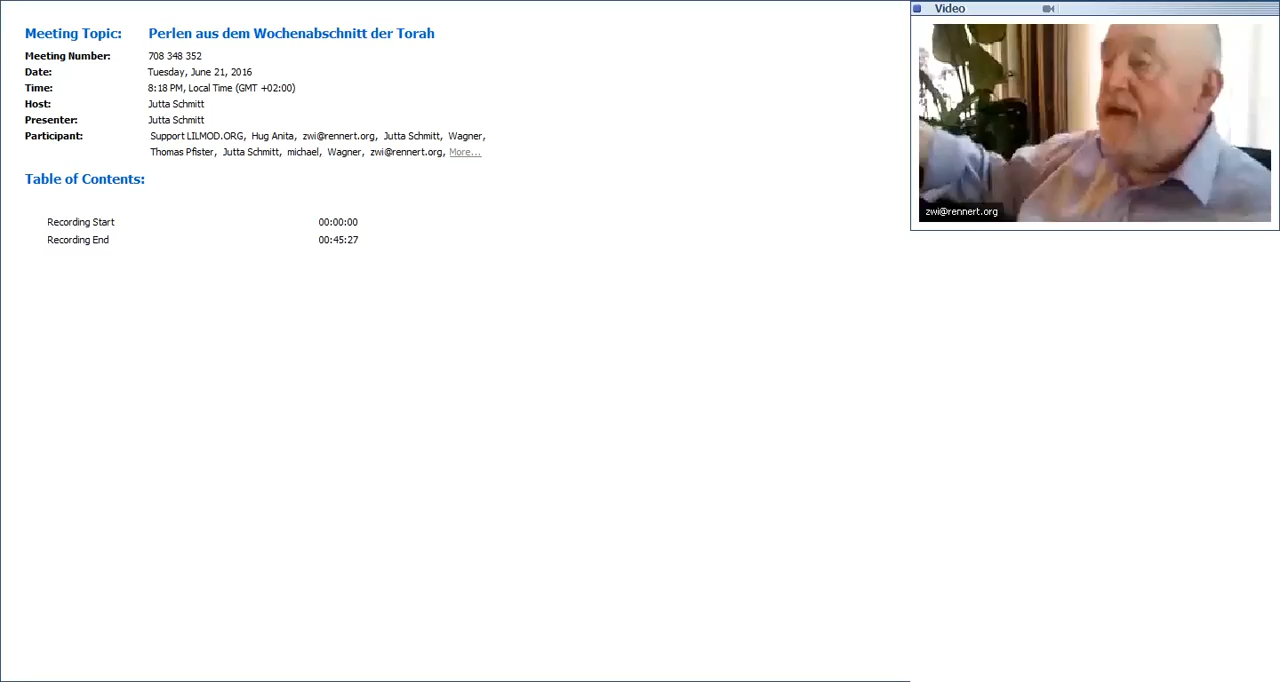 Meeting Topic: Perlen aus dem Wochenabschnitt der Torah
Meeting Number: 708 348 352
Date: Tuesday, June 21, 2016
Time: 8:18 PM, Local Time (GMT +02:00)
Host: Jutta Schmitt
Presenter: Jutta Schmitt
Participant: Support LILMOD.ORG, Hug Anita, zwi@rennert.org, Jutta Schmitt, Wagner,
Thomas Pfister, Jutta Schmitt, michael, Wagner, zwi@rennert.org, More...
Table of Contents:
Recording Start 00:00:00
Recording End 00:45:27
Video
zwi@rennert.org